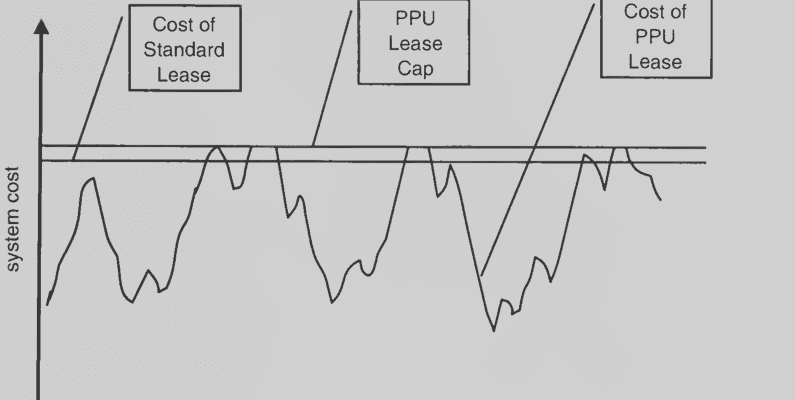 Cost of
Standard
Lease
PPU
Lease
Cap
Cost of
PPU
Lease
system cost